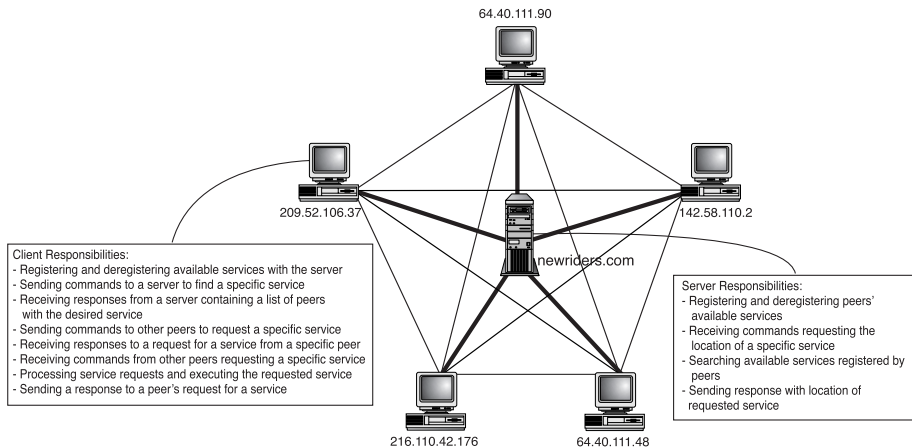 64.40.111.90
209.52.106.37
142.58.110.2
newriders.com
Client Responsibilities:
- Registering and deregistering available services with the server
- Sending commands to a server to find a specific service
- Receiving responses from a server containing a list of peers
with the desired service
- Sending commands to other peers to request a specific service
- Receiving responses to a request for a service from a specific peer
- Receiving commands from other peers requesting a specific service
- Processing service requests and executing the requested service
- Sending a response to a peer's request for a service
Server Responsibilities:
- Registering and deregistering peers'
available services
- Receiving commands requesting the
location of a specific service
- Searching available services registered by
peers
- Sending response with location of
requested service
216.110.42.176
64.40.111.48